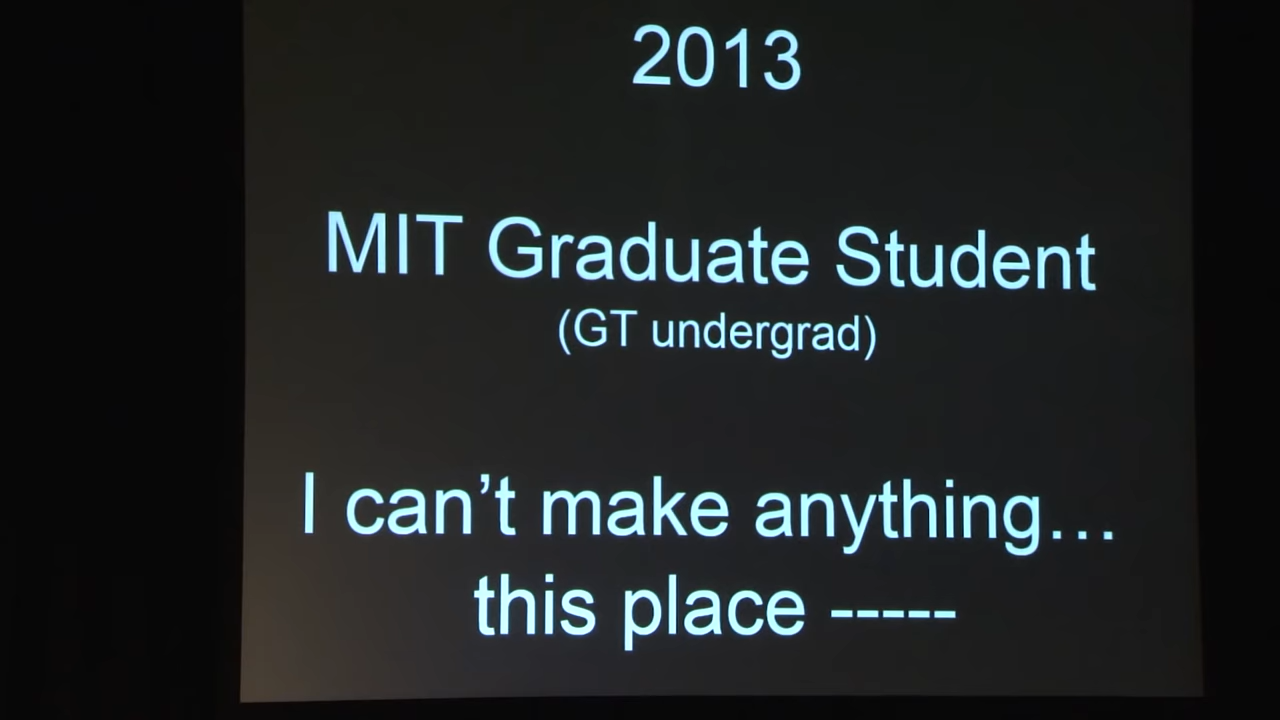 2013
MIT Graduate Student
(GT undergrad)
I can’t make anything…
this place -----